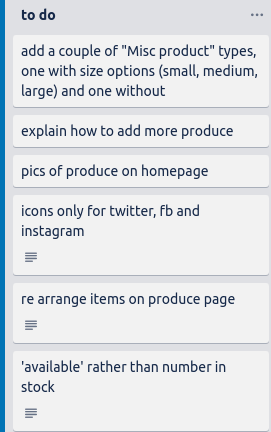 to do
add a couple of "Misc product" types,
one with size options (small, medium,
large) and one without
explain how to add more produce
pics of produce on homepage
icons only for twitter, fb and
instagram
re arrange items on produce page
'available' rather than number in
stock